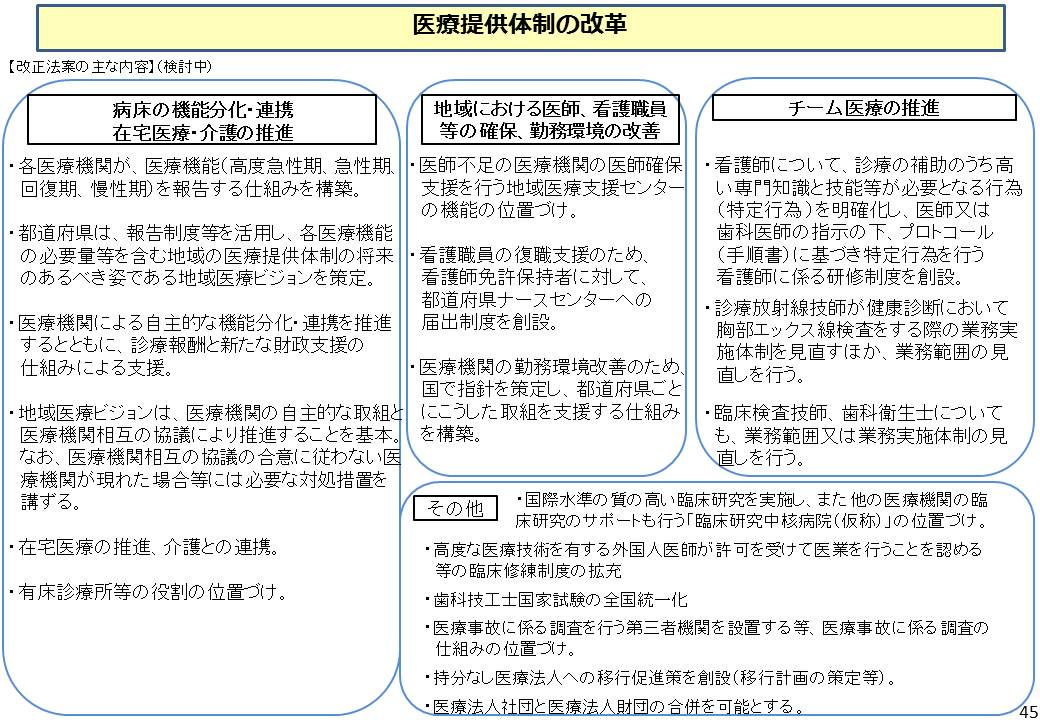 医療提供体制の改革
【改正法案の主な内容】（検討中）
病床の機能分化・連携
在宅医療・介護の推進
・各医療機関が、医療機能（高度急性期、急性期、
回復期、慢性期）を報告する仕組みを構築。
・都道府県は、報告制度等を活用し、各医療機能
の必要量等を含む地域の医療提供体制の将来
のあるべき姿である地域医療ビジョンを策定。
・医療機関による自主的な機能分化・連携を推進
するとともに、診療報酬と新たな財政支援の
仕組みによる支援。
・地域医療ビジョンは、医療機関の自主的な取組と
医療機関相互の協議により推進することを基本。
なお、医療機関相互の協議の合意に従わない医
療機関が現れた場合等には必要な対処措置を
講ずる。
・在宅医療の推進、介護との連携。
・有床診療所等の役割の位置づけ。
地域における医師、看護職員
等の確保、勤務環境の改善
・医師不足の医療機関の医師確保
支援を行う地域医療支援センター
の機能の位置づけ。
・看護職員の復職支援のため、
看護師免許保持者に対して、
都道府県ナースセンターへの
届出制度を創設。
・医療機関の勤務環境改善のため、
国で指針を策定し、都道府県ごと
にこうした取組を支援する仕組み
を構築。
チーム医療の推進
・看護師について、診療の補助のうち高
い専門知識と技能等が必要となる行為
（特定行為）を明確化し、医師又は
歯科医師の指示の下、プロトコール
（手順書）に基づき特定行為を行う
看護師に係る研修制度を創設。
・診療放射線技師が健康診断において
胸部エックス線検査をする際の業務実
施体制を見直すほか、業務範囲の見
直しを行う。
・臨床検査技師、歯科衛生士について
も、業務範囲又は業務実施体制の見
直しを行う。
その他
・国際水準の質の高い臨床研究を実施し、また他の医療機関の臨
床研究のサポートも行う「臨床研究中核病院（仮称）」の位置づけ。
・高度な医療技術を有する外国人医師が許可を受けて医業を行うことを認める
等の臨床修練制度の拡充
・歯科技工士国家試験の全国統一化
・医療事故に係る調査を行う第三者機関を設置する等、医療事故に係る調査の
仕組みの位置づけ。
・持分なし医療法人への移行促進策を創設（移行計画の策定等）。
・医療法人社団と医療法人財団の合併を可能とする。
45